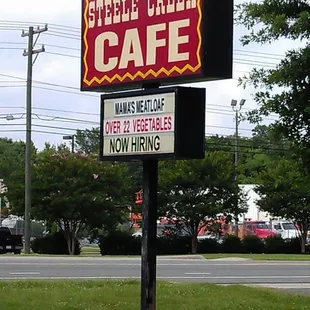 STEELE CREEK
CAFE
MAMA'S MEATLOAF
OVER 22 VEGETABLES
NOW HIRING